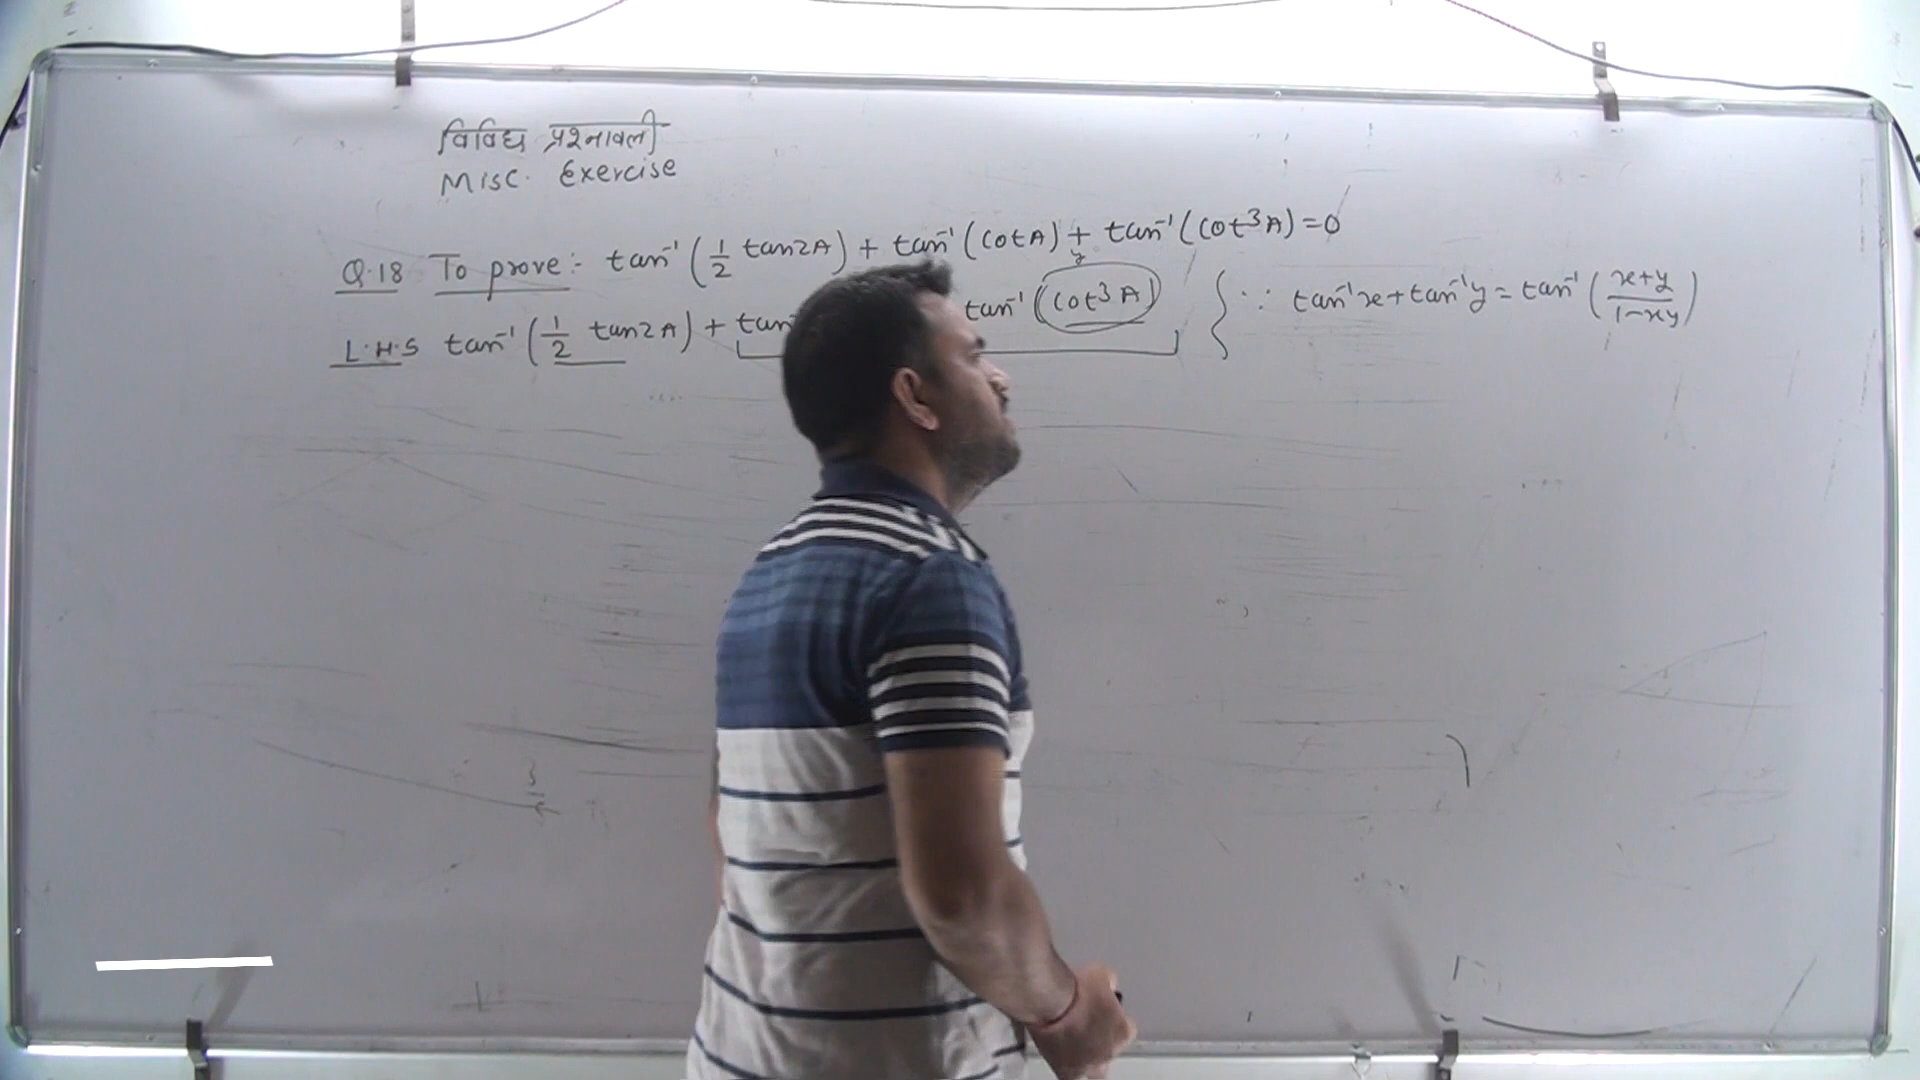 विविध प्रश्नावली
Misc. Exercise
Q.18 To prove:- tan⁻¹(1/2 tan2A) + tan⁻¹(cotA) + tan⁻¹(cot³A) = 0
L.H.S tan⁻¹(1/2 tan2A) + tan tan⁻¹(cot³A) { ∵ tan⁻¹x + tan⁻¹y = tan⁻¹(x+y/1-xy)
y